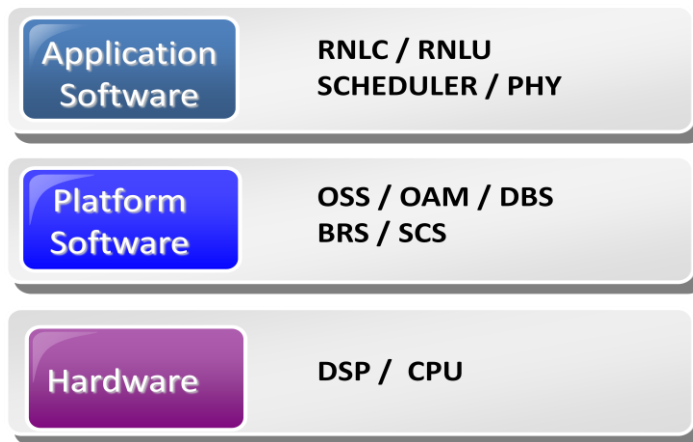 Application
Software
RNLC / RNLU
SCHEDULER / PHY
Platform
Software
OSS / OAM / DBS
BRS / SCS
Hardware
DSP /  CPU